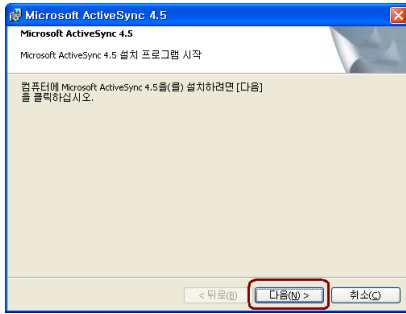 Microsoft ActiveSync 4.5
Microsoft ActiveSync 4.5
Microsoft ActiveSync 4.5 설치 프로그램 시작
컴퓨터에 Microsoft ActiveSync 4.5을(를) 설치하려면 [다음]
을 클릭하십시오.
< 뒤로(B) 다음(N) > 취소(C)